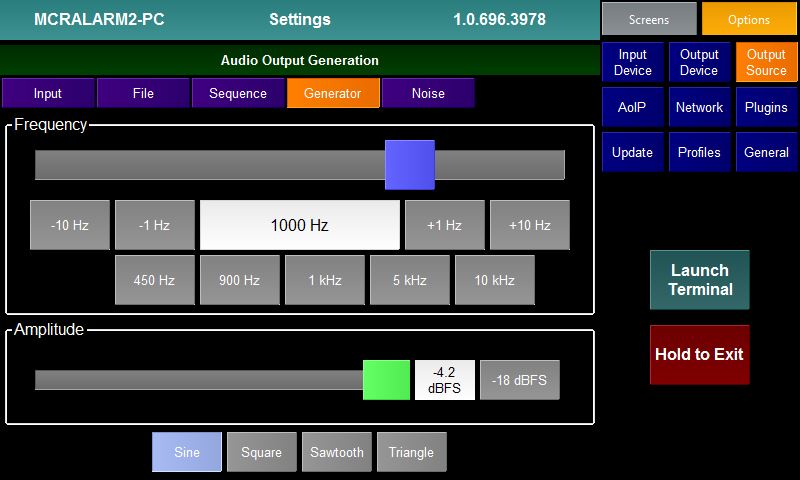 MCRALARM2-PC Settings 1.0.696.3978 Screens Options
Audio Output Generation
Input Device Output Device Output Source
Input File Sequence Generator Noise
AoIP Network Plugins
Frequency
Update Profiles General
-10 Hz -1 Hz 1000 Hz +1 Hz +10 Hz
450 Hz 900 Hz 1 kHz 5 kHz 10 kHz
Launch
Terminal
Amplitude
Hold to Exit
-4.2
dBFS
-18 dBFS
Sine Square Sawtooth Triangle